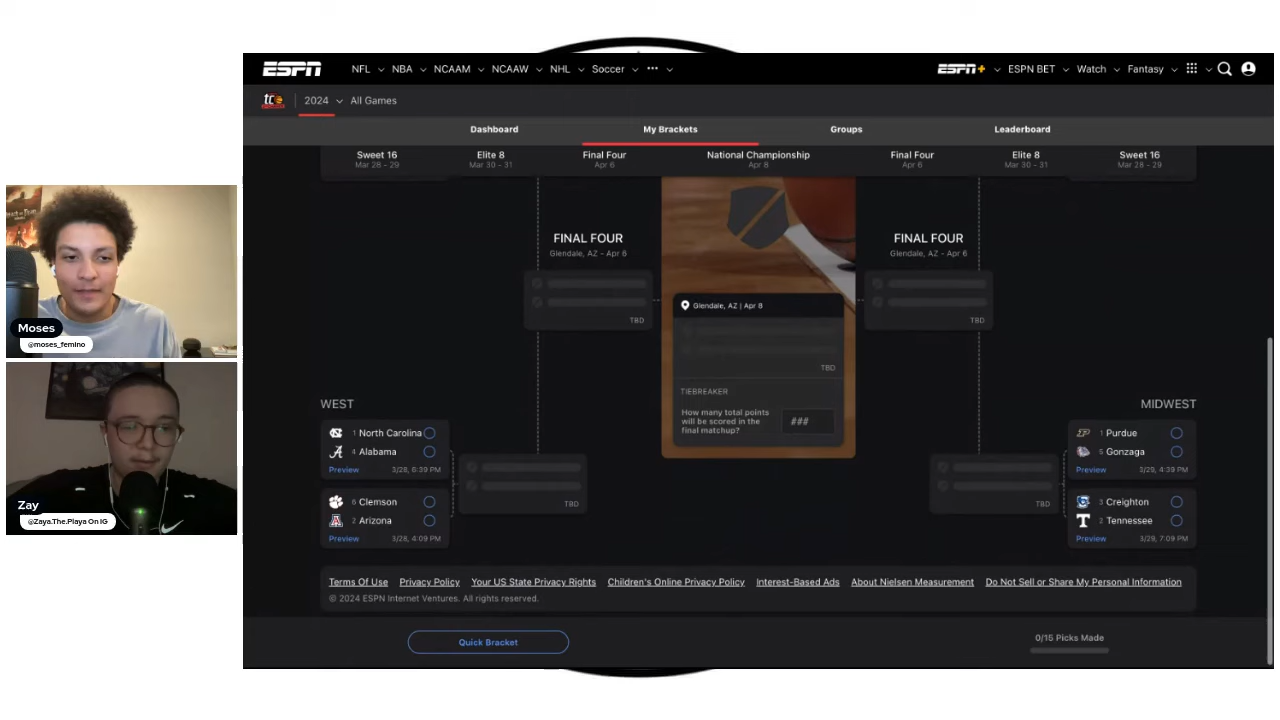 ESPN
NFL
NBA
NCAAM
NCAAW
NHL
Soccer
ESPN+
ESPN BET
Watch
Fantasy
tc
2024
All Games
Dashboard
My Brackets
Groups
Leaderboard
Sweet 16
Mar 28 - 29
Elite 8
Mar 30 - 31
Final Four
Apr 6
National Championship
Apr 8
Final Four
Apr 6
Elite 8
Mar 30 - 31
Sweet 16
Mar 28 - 29
FINAL FOUR
Glendale, AZ - Apr 6
TBD
FINAL FOUR
Glendale, AZ - Apr 6
TBD
Glendale, AZ | Apr 8
TBD
TIEBREAKER
How many total points
will be scored in the
final matchup?
###
WEST
1 North Carolina
4 Alabama
Preview 3/28, 6:39 PM
6 Clemson
2 Arizona
Preview 3/28, 4:09 PM
TBD
MIDWEST
1 Purdue
5 Gonzaga
Preview 3/29, 4:39 PM
3 Creighton
2 Tennessee
Preview 3/29, 7:09 PM
TBD
Terms Of Use Privacy Policy Your US State Privacy Rights Children's Online Privacy Policy Interest-Based Ads About Nielsen Measurement Do Not Sell or Share My Personal Information
© 2024 ESPN Internet Ventures. All rights reserved.
Quick Bracket
0/15 Picks Made
Moses
@moses_femino
Zay
@Zaya.The.Playa On IG